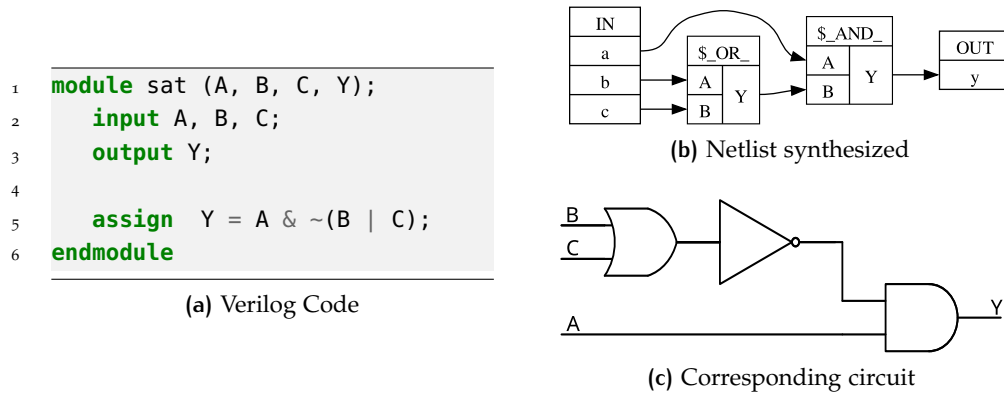 1 module sat (A, B, C, Y);
2 input A, B, C;
3 output Y;
4
5 assign Y = A & ~(B | C);
6 endmodule
(a) Verilog Code
IN
a
b
c
$_OR_
A
B
Y
$_AND_
A
B
Y
OUT
y
(b) Netlist synthesized
B
C
A
Y
(c) Corresponding circuit